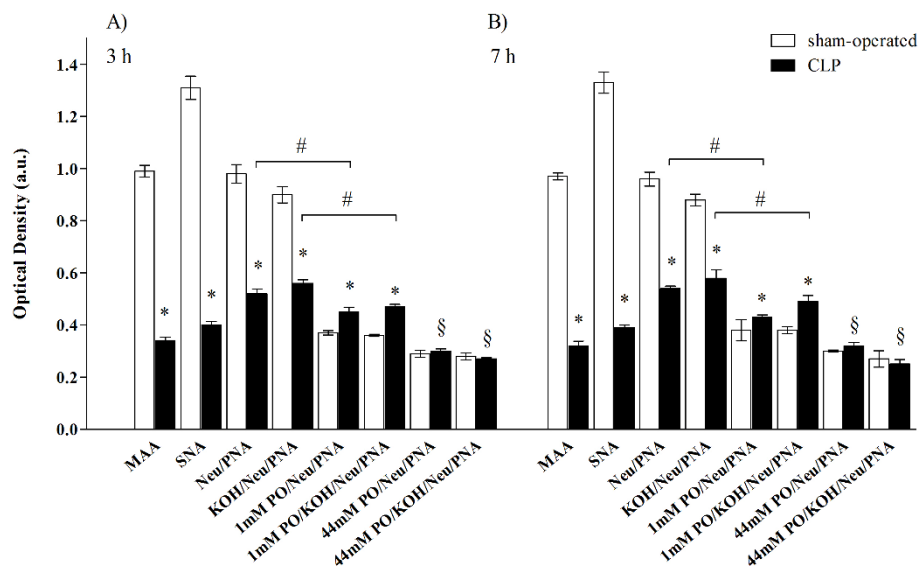 A)
B)
3 h
7 h
sham-operated
CLP
Optical Density (a.u.)
1.4
1.2
1.0
0.8
0.6
0.4
0.2
0.0
#
#
*
*
*
*
*
*
§
§
#
#
*
*
*
*
*
*
§
§
MAA
SNA
Neu/PNA
KOH/Neu/PNA
1mM PO/Neu/PNA
1mM PO/KOH/Neu/PNA
44mM PO/Neu/PNA
44mM PO/KOH/Neu/PNA
MAA
SNA
Neu/PNA
KOH/Neu/PNA
1mM PO/Neu/PNA
1mM PO/KOH/Neu/PNA
44mM PO/Neu/PNA
44mM PO/KOH/Neu/PNA